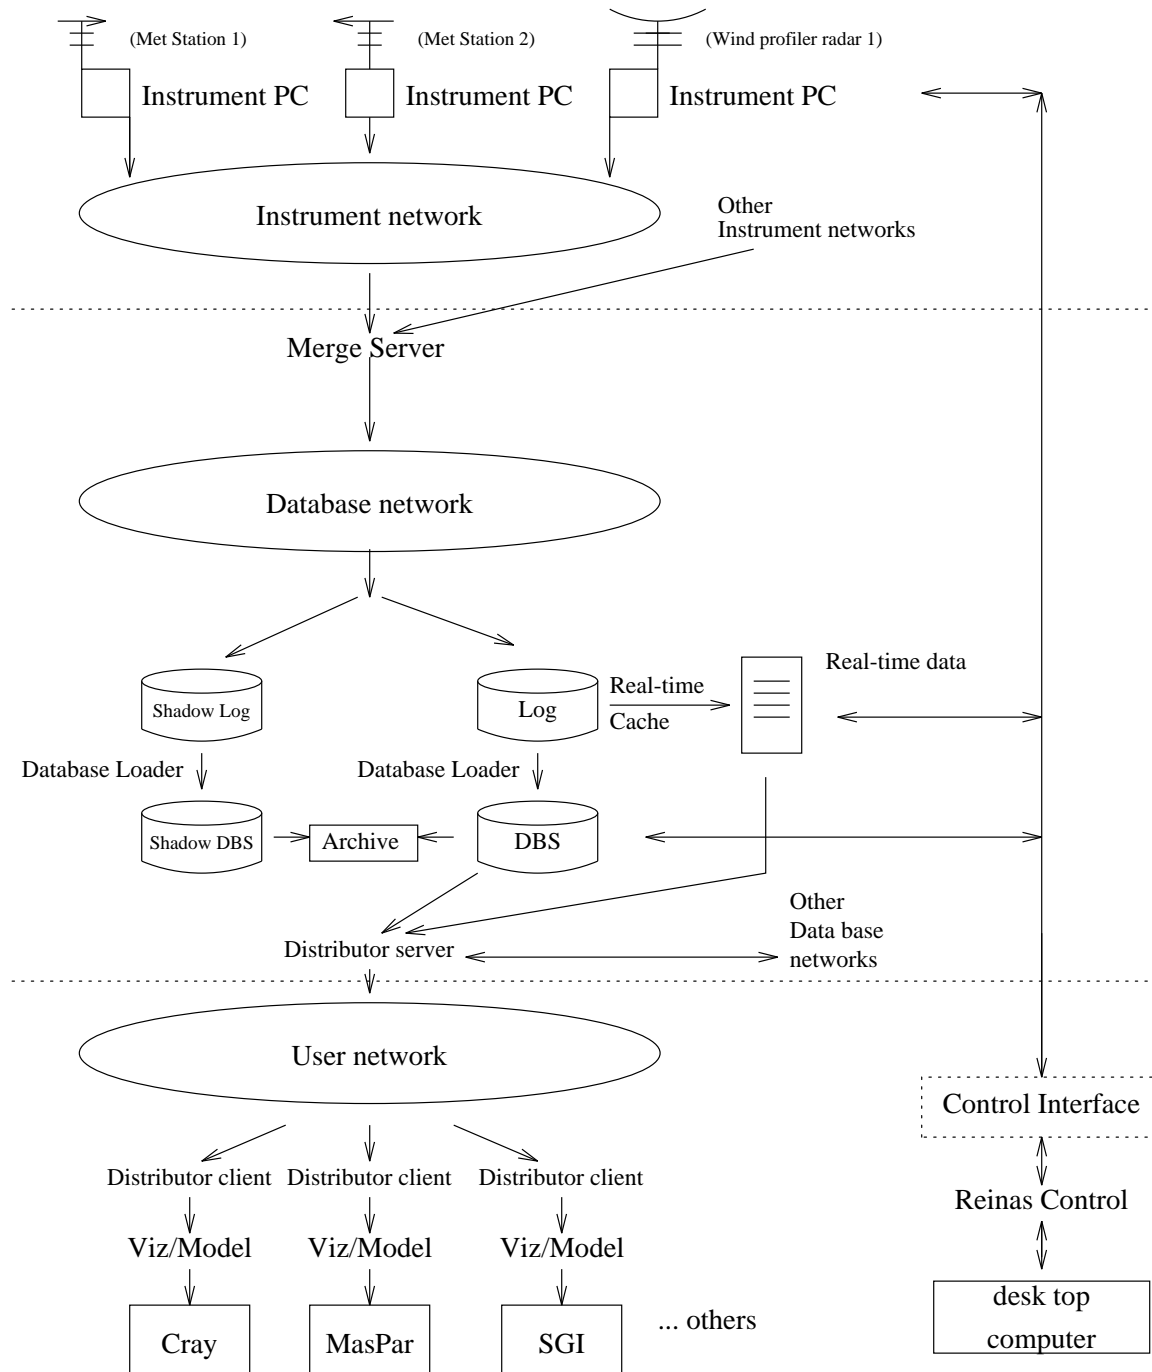 (Met Station 1)
(Met Station 2)
(Wind profiler radar 1)
Instrument PC
Instrument PC
Instrument PC
Instrument network
Other
Instrument networks
Merge Server
Database network
Real-time data
Shadow Log
Log
Real-time
Cache
Database Loader
Database Loader
Shadow DBS
Archive
DBS
Other
Data base
networks
Distributor server
User network
Control Interface
Distributor client
Distributor client
Distributor client
Reinas Control
Viz/Model
Viz/Model
Viz/Model
Cray
MasPar
SGI
... others
desk top
computer